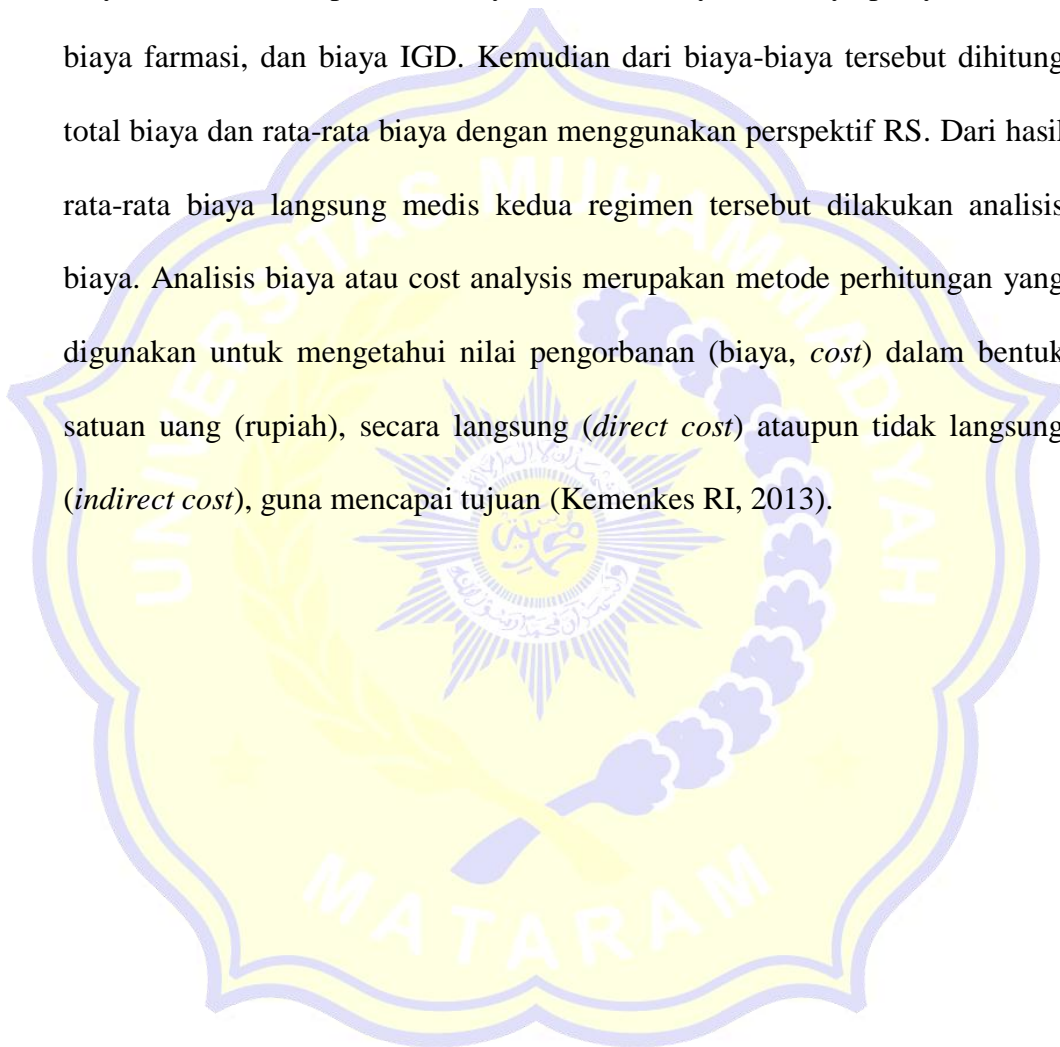 biaya farmasi, dan biaya IGD. Kemudian dari biaya-biaya tersebut dihitung
total biaya dan rata-rata biaya dengan menggunakan perspektif RS. Dari hasil
rata-rata biaya langsung medis kedua regimen tersebut dilakukan analisis
biaya. Analisis biaya atau cost analysis merupakan metode perhitungan yang
digunakan untuk mengetahui nilai pengorbanan (biaya, cost) dalam bentuk
satuan uang (rupiah), secara langsung (direct cost) ataupun tidak langsung
(indirect cost), guna mencapai tujuan (Kemenkes RI, 2013).
UNIVERSITAS MUHAMMADIYAH
MATARAM